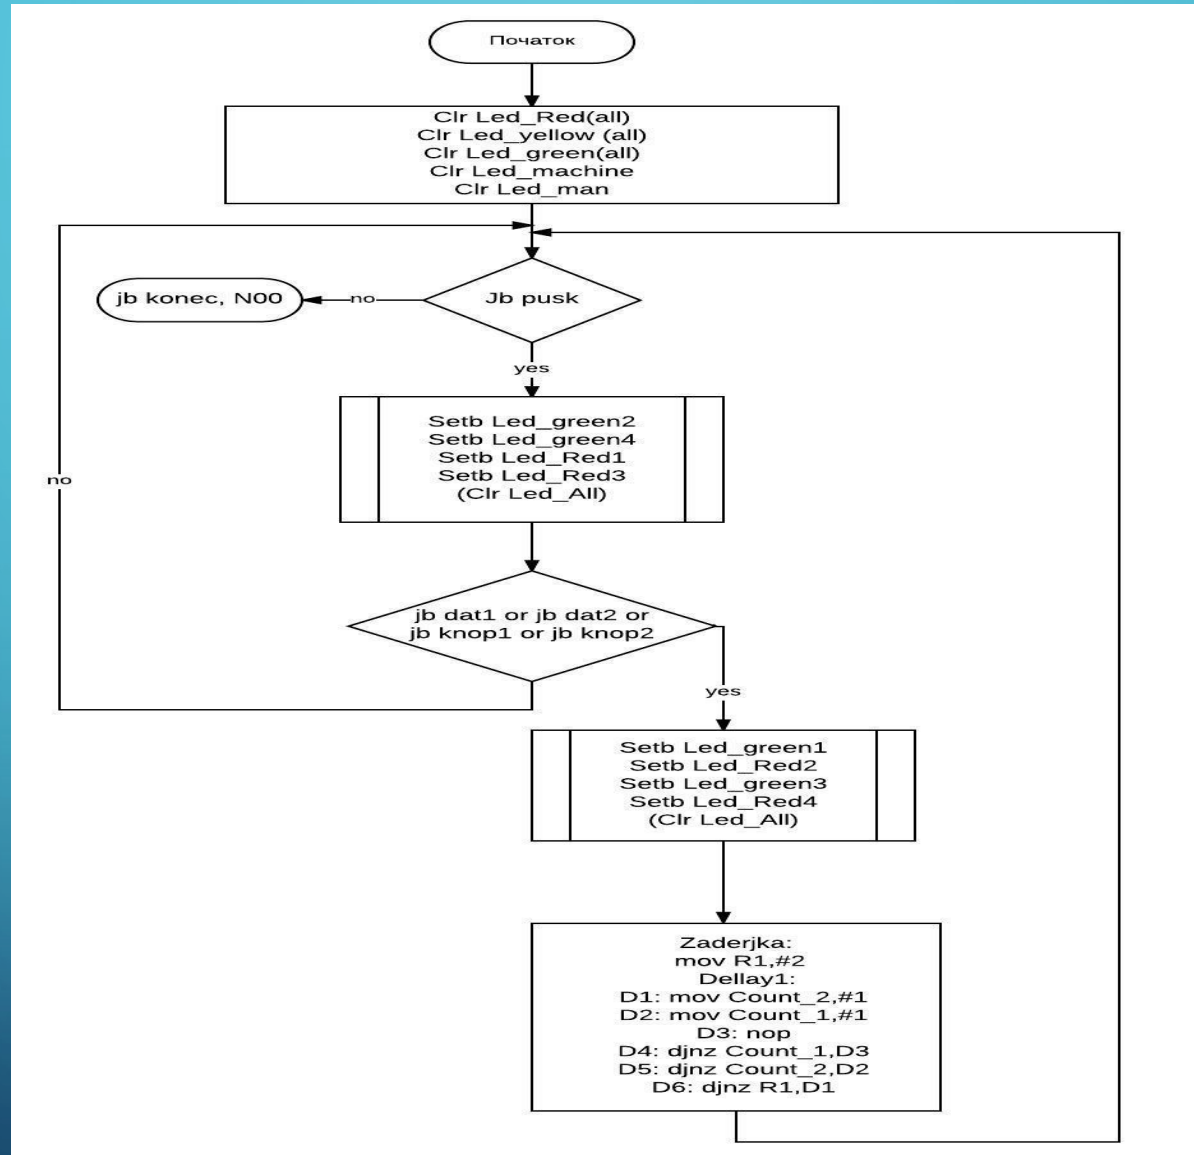 Початок
Clr Led_Red(all)
Clr Led_yellow (all)
Clr Led_green(all)
Clr Led_machine
Clr Led_man
Jb pusk
no
jb konec, N00
yes
Setb Led_green2
Setb Led_green4
Setb Led_Red1
Setb Led_Red3
(Clr Led_All)
no
jb dat1 or jb dat2 or
jb knop1 or jb knop2
yes
Setb Led_green1
Setb Led_Red2
Setb Led_green3
Setb Led_Red4
(Clr Led_All)
Zaderjka:
mov R1,#2
Dellay1:
D1: mov Count_2,#1
D2: mov Count_1,#1
D3: nop
D4: djnz Count_1,D3
D5: djnz Count_2,D2
D6: djnz R1,D1